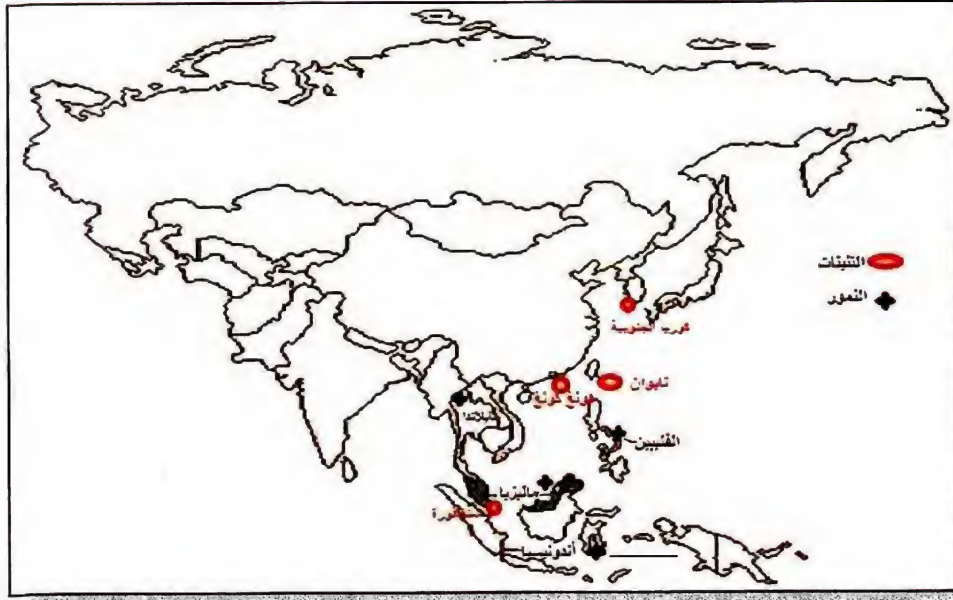 التنينات
النمور
كوريا الجنوبية
تايوان
هونغ كونغ
تايلاندا
الفلبين
ماليزيا
سنغافورة
أندونيسيا